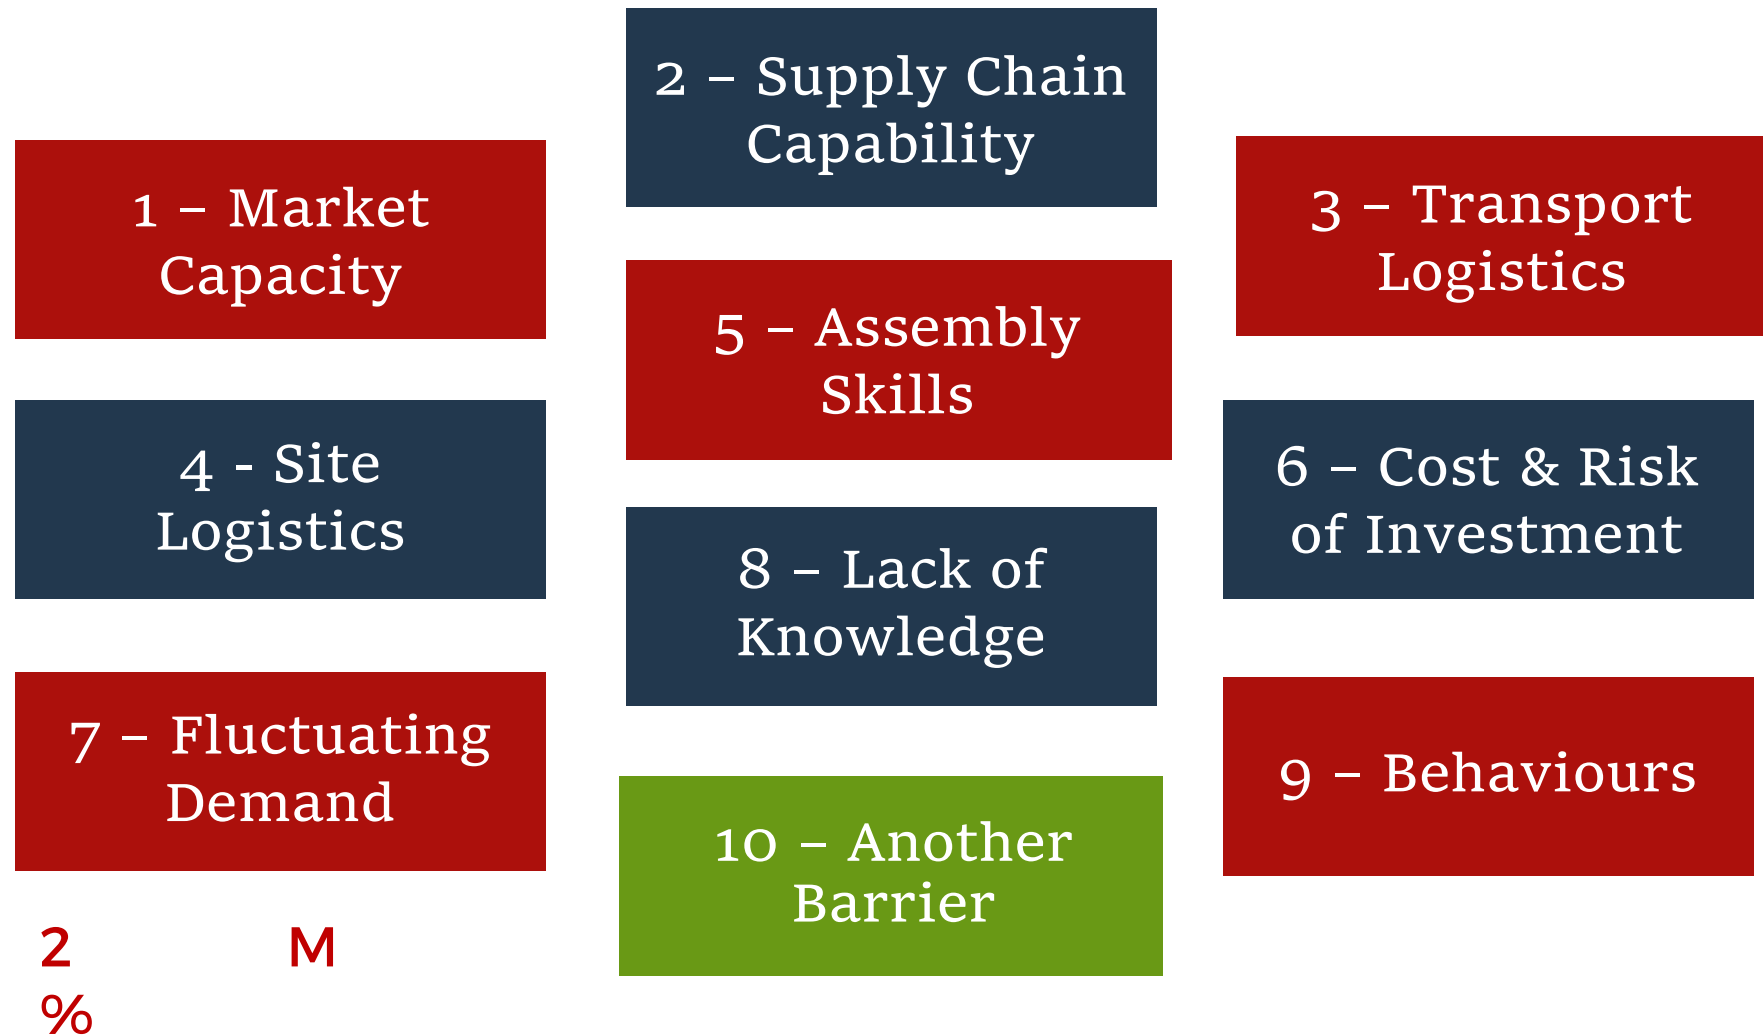 1 – Market
Capacity
2 – Supply Chain
Capability
3 – Transport
Logistics
4 - Site
Logistics
5 – Assembly
Skills
6 – Cost & Risk
of Investment
7 – Fluctuating
Demand
8 – Lack of
Knowledge
9 – Behaviours
10 – Another
Barrier
2 M
%